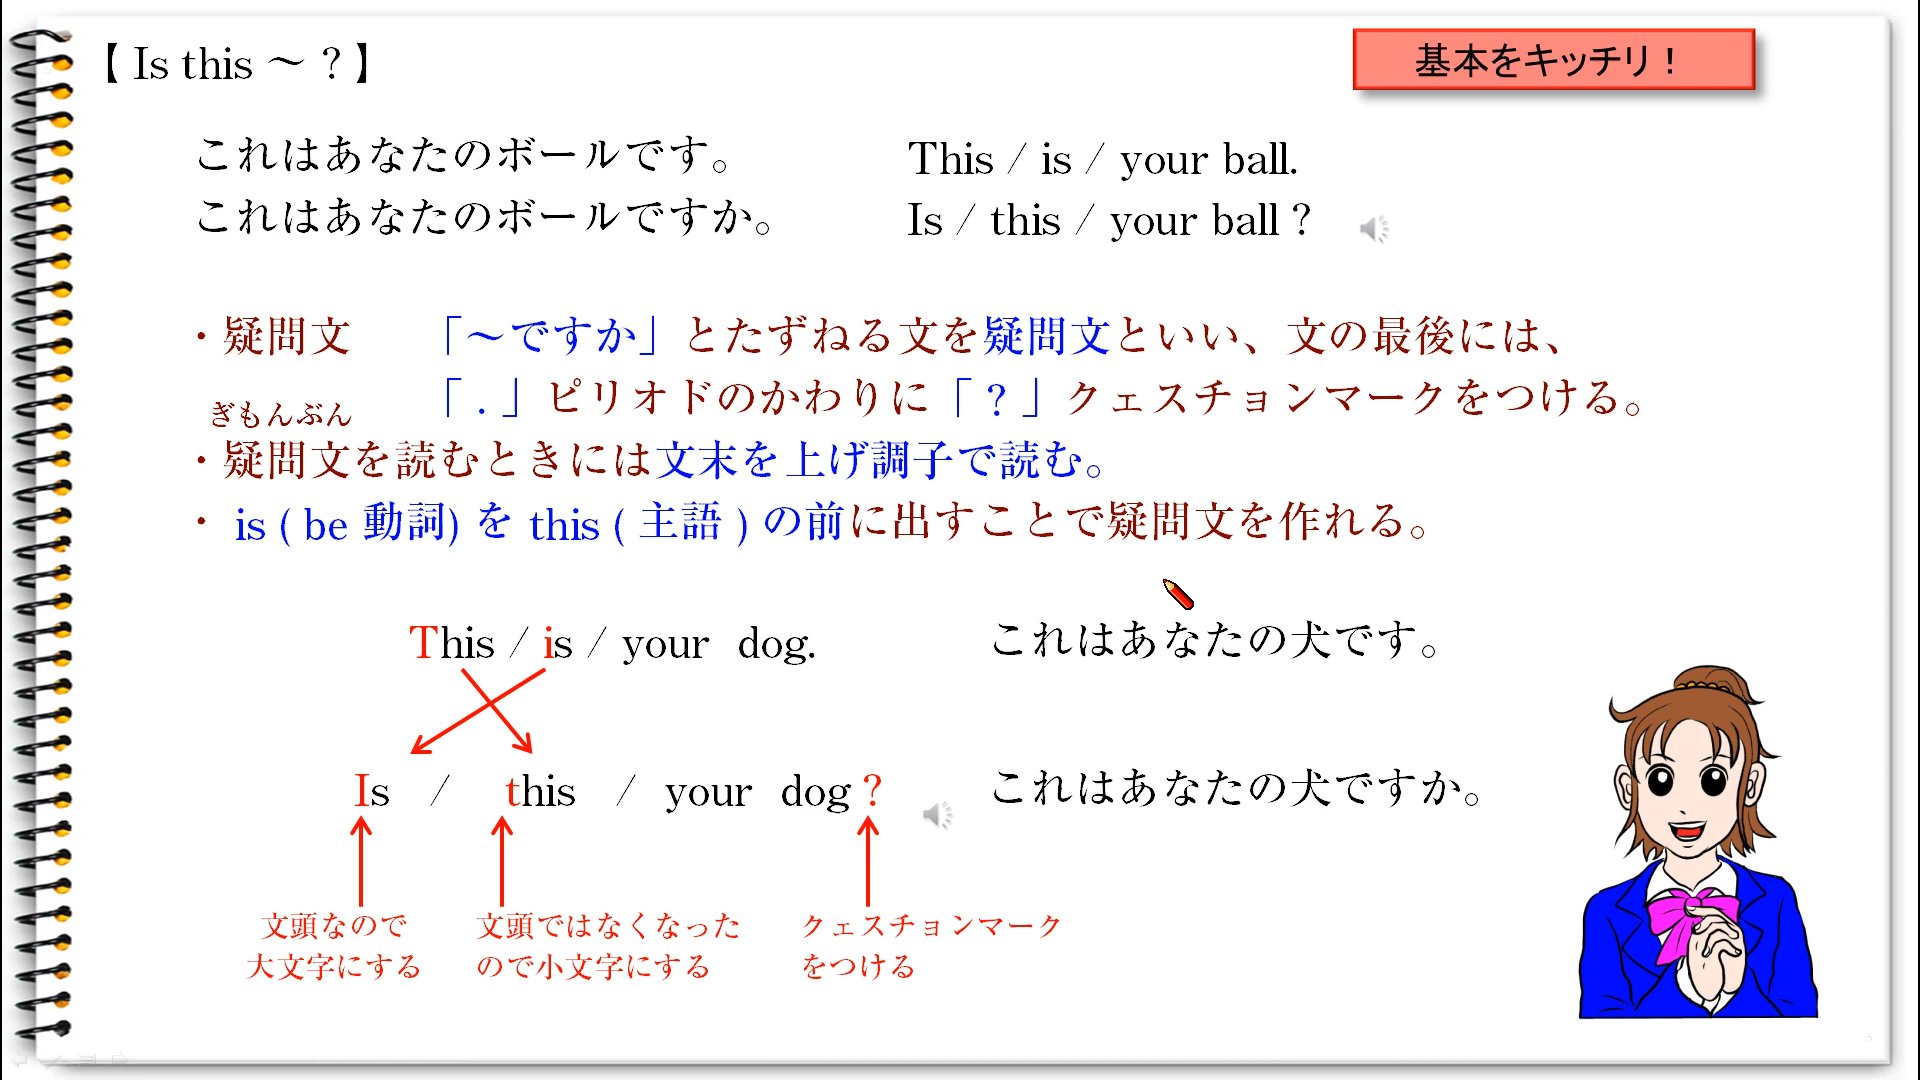 【 Is this ～ ? 】
基本をキッチリ！
これはあなたのボールです。 This / is / your ball.
これはあなたのボールですか。 Is / this / your ball ?
・疑問文 「～ですか」とたずねる文を疑問文といい、文の最後には、
「 . 」ピリオドのかわりに「 ? 」クェスチョンマークをつける。
ぎもんぶん
・疑問文を読むときには文末を上げ調子で読む。
・ is ( be 動詞) を this ( 主語 ) の前に出すことで疑問文を作れる。
This / is / your dog. これはあなたの犬です。
Is / this / your dog ? これはあなたの犬ですか。
文頭なので
大文字にする
文頭ではなくなった
ので小文字にする
クェスチョンマーク
をつける